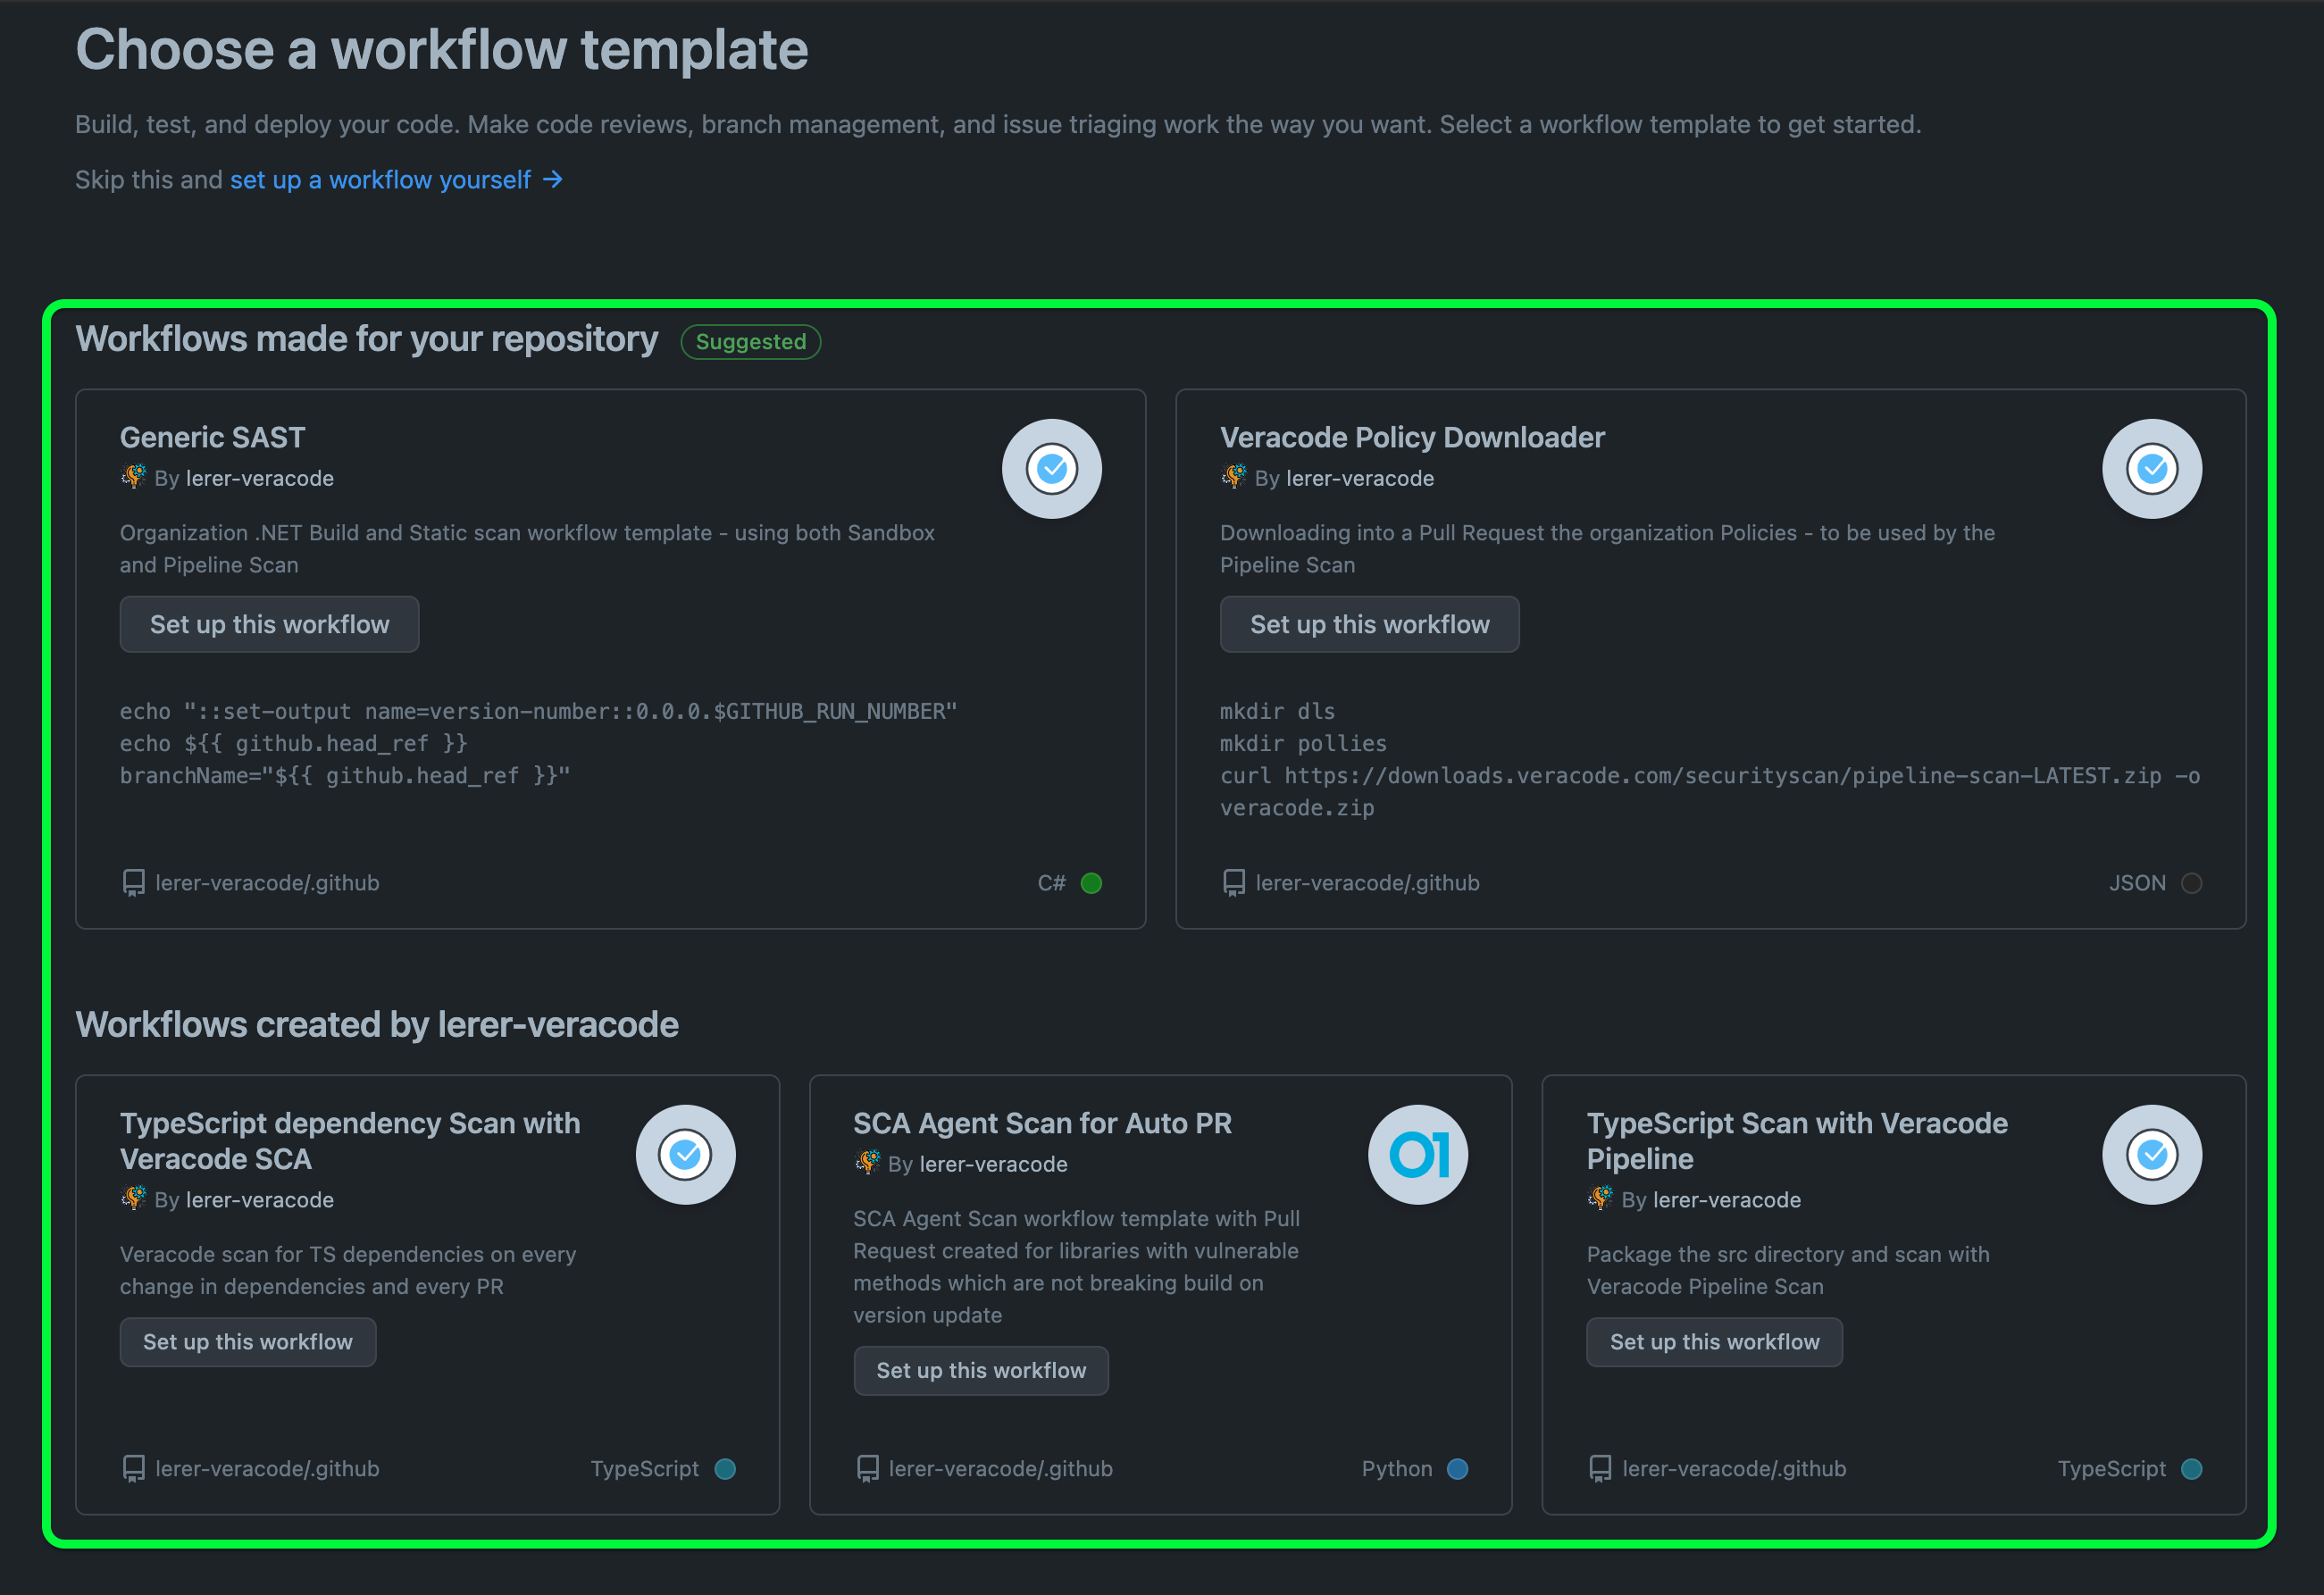 Choose a workflow template
Build, test, and deploy your code. Make code reviews, branch management, and issue triaging work the way you want. Select a workflow template to get started.
Skip this and set up a workflow yourself →
Workflows made for your repository Suggested
Generic SAST
By lerer-veracode
Organization .NET Build and Static scan workflow template - using both Sandbox
and Pipeline Scan
Set up this workflow
echo "::set-output name=version-number::0.0.0.$GITHUB_RUN_NUMBER"
echo ${{ github.head_ref }}
branchName="${{ github.head_ref }}"
lerer-veracode/.github
C#
Veracode Policy Downloader
By lerer-veracode
Downloading into a Pull Request the organization Policies - to be used by the
Pipeline Scan
Set up this workflow
mkdir dls
mkdir pollies
curl https://downloads.veracode.com/securityscan/pipeline-scan-LATEST.zip -o
veracode.zip
lerer-veracode/.github
JSON
Workflows created by lerer-veracode
TypeScript dependency Scan with
Veracode SCA
By lerer-veracode
Veracode scan for TS dependencies on every
change in dependencies and every PR
Set up this workflow
lerer-veracode/.github
TypeScript
SCA Agent Scan for Auto PR
By lerer-veracode
01
SCA Agent Scan workflow template with Pull
Request created for libraries with vulnerable
methods which are not breaking build on
version update
Set up this workflow
lerer-veracode/.github
Python
TypeScript Scan with Veracode
Pipeline
By lerer-veracode
Package the src directory and scan with
Veracode Pipeline Scan
Set up this workflow
lerer-veracode/.github
TypeScript